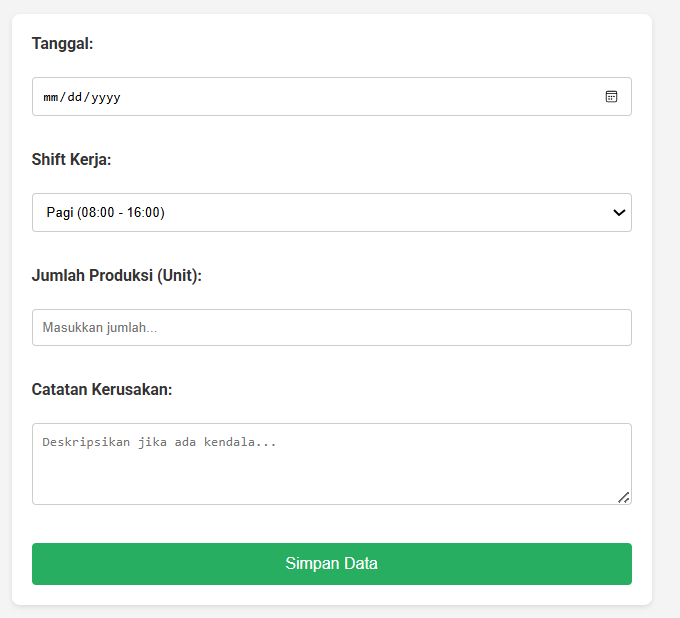 Tanggal:
mm/dd/yyyy
Shift Kerja:
Pagi (08:00 - 16:00)
Jumlah Produksi (Unit):
Masukkan jumlah...
Catatan Kerusakan:
Deskripsikan jika ada kendala...
Simpan Data